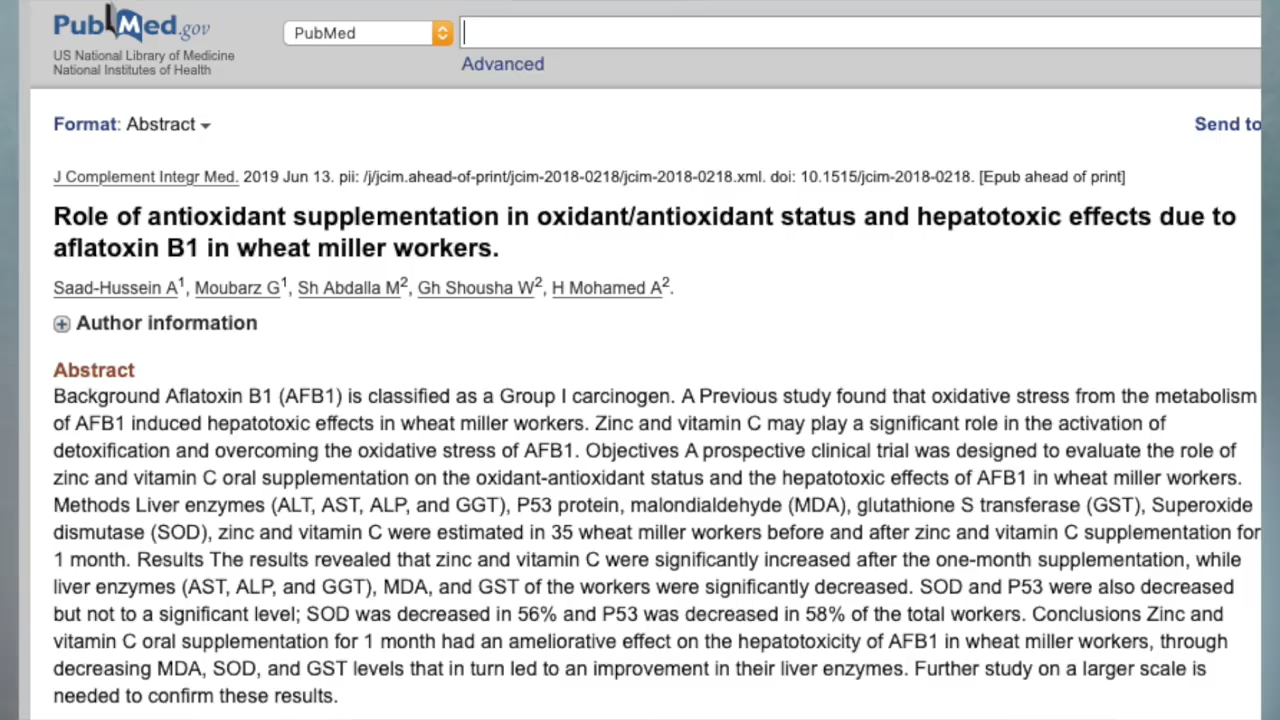 PubMed.gov
US National Library of Medicine
National Institutes of Health
PubMed
Advanced
Format: Abstract
Send to
J Complement Integr Med. 2019 Jun 13. pii: /j/jcim.ahead-of-print/jcim-2018-0218/jcim-2018-0218.xml. doi: 10.1515/jcim-2018-0218. [Epub ahead of print]
Role of antioxidant supplementation in oxidant/antioxidant status and hepatotoxic effects due to
aflatoxin B1 in wheat miller workers.
Saad-Hussein A1, Moubarz G1, Sh Abdalla M2, Gh Shousha W2, H Mohamed A2.
Author information
Abstract
Background Aflatoxin B1 (AFB1) is classified as a Group I carcinogen. A Previous study found that oxidative stress from the metabolism
of AFB1 induced hepatotoxic effects in wheat miller workers. Zinc and vitamin C may play a significant role in the activation of
detoxification and overcoming the oxidative stress of AFB1. Objectives A prospective clinical trial was designed to evaluate the role of
zinc and vitamin C oral supplementation on the oxidant-antioxidant status and the hepatotoxic effects of AFB1 in wheat miller workers.
Methods Liver enzymes (ALT, AST, ALP, and GGT), P53 protein, malondialdehyde (MDA), glutathione S transferase (GST), Superoxide
dismutase (SOD), zinc and vitamin C were estimated in 35 wheat miller workers before and after zinc and vitamin C supplementation for
1 month. Results The results revealed that zinc and vitamin C were significantly increased after the one-month supplementation, while
liver enzymes (AST, ALP, and GGT), MDA, and GST of the workers were significantly decreased. SOD and P53 were also decreased
but not to a significant level; SOD was decreased in 56% and P53 was decreased in 58% of the total workers. Conclusions Zinc and
vitamin C oral supplementation for 1 month had an ameliorative effect on the hepatotoxicity of AFB1 in wheat miller workers, through
decreasing MDA, SOD, and GST levels that in turn led to an improvement in their liver enzymes. Further study on a larger scale is
needed to confirm these results.